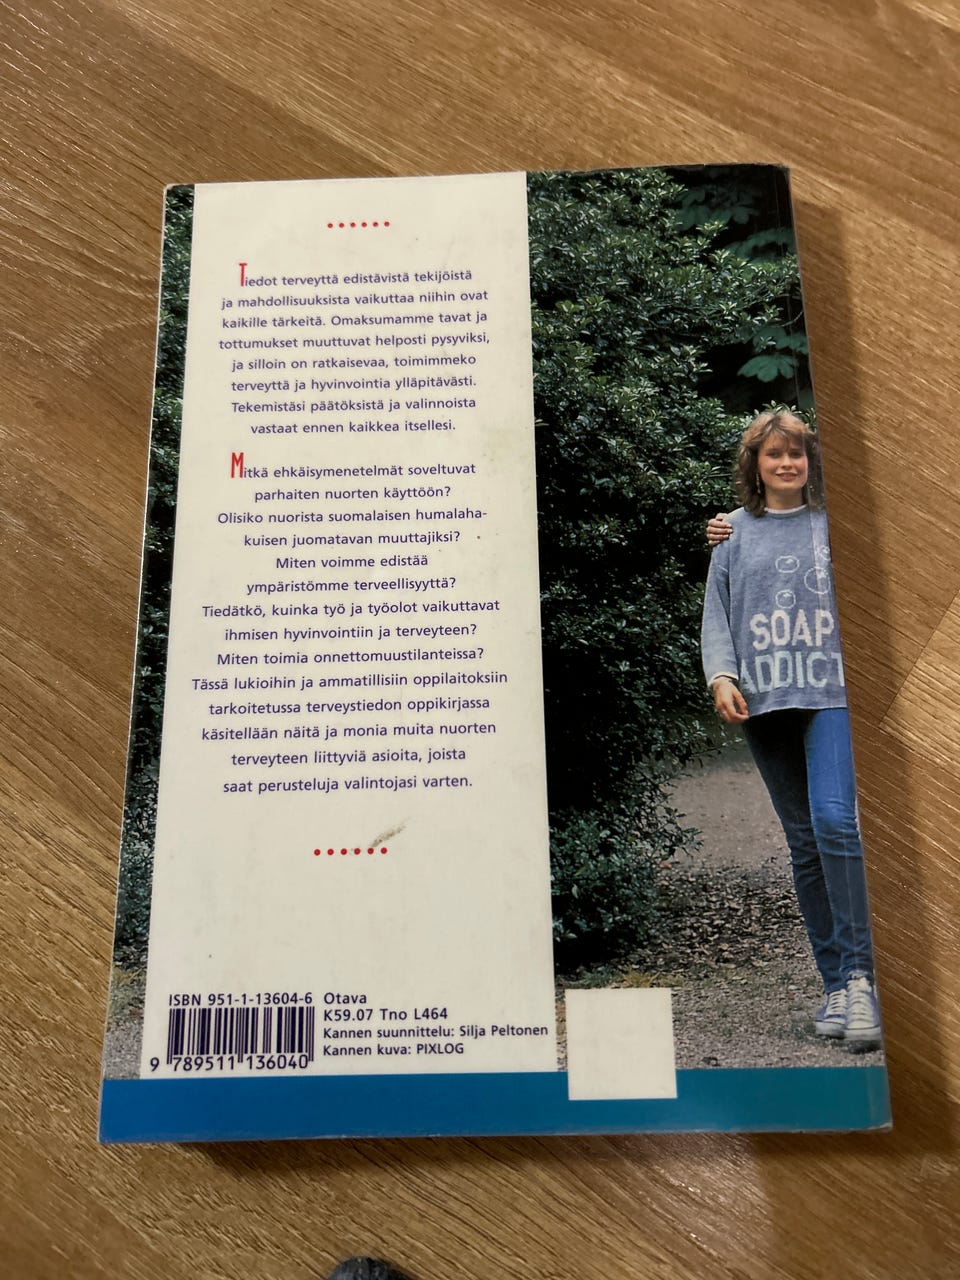 Tiedot terveyttä edistävistä tekijöistä
ja mahdollisuuksista vaikuttaa niihin ovat
kaikille tärkeitä. Omaksumamme tavat ja
tottumukset muuttuvat helposti pysyviksi,
ja silloin on ratkaisevaa, toimimmeko
terveyttä ja hyvinvointia ylläpitävästi.
Tekemistäsi päätöksistä ja valinnoista
vastaat ennen kaikkea itsellesi.
Mitkä ehkäisymenetelmät soveltuvat
parhaiten nuorten käyttöön?
Olisiko nuorista suomalaisen humalaha-
kuisen juomatavan muuttajiksi?
Miten voimme edistää
ympäristömme terveellisyyttä?
Tiedätkö, kuinka työ ja työolot vaikuttavat
ihmisen hyvinvointiin ja terveyteen?
Miten toimia onnettomuustilanteissa?
Tässä lukioihin ja ammatillisiin oppilaitoksiin
tarkoitetussa terveystiedon oppikirjassa
käsitellään näitä ja monia muita nuorten
terveyteen liittyviä asioita, joista
saat perusteluja valintojasi varten.
ISBN 951-1-13604-6
9 789511 136040
Otava
K59.07 Tno L464
Kannen suunnittelu: Silja Peltonen
Kannen kuva: PIXLOG
SOAP
ADDICT